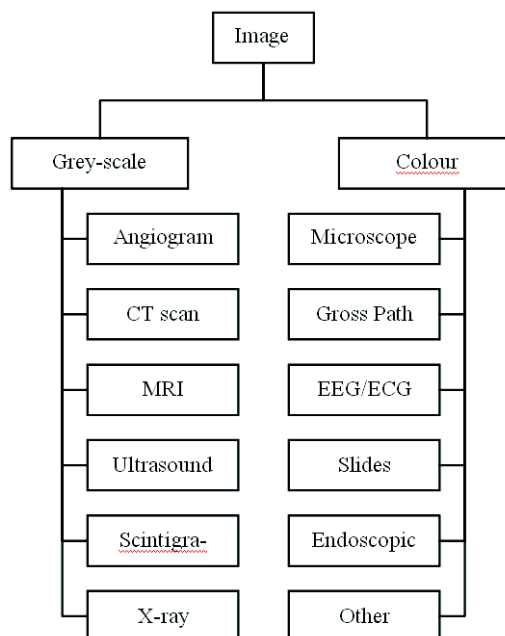 Image
Grey-scale
Colour
Angiogram
CT scan
MRI
Ultrasound
Scintigra-
X-ray
Microscope
Gross Path
EEG/ECG
Slides
Endoscopic
Other